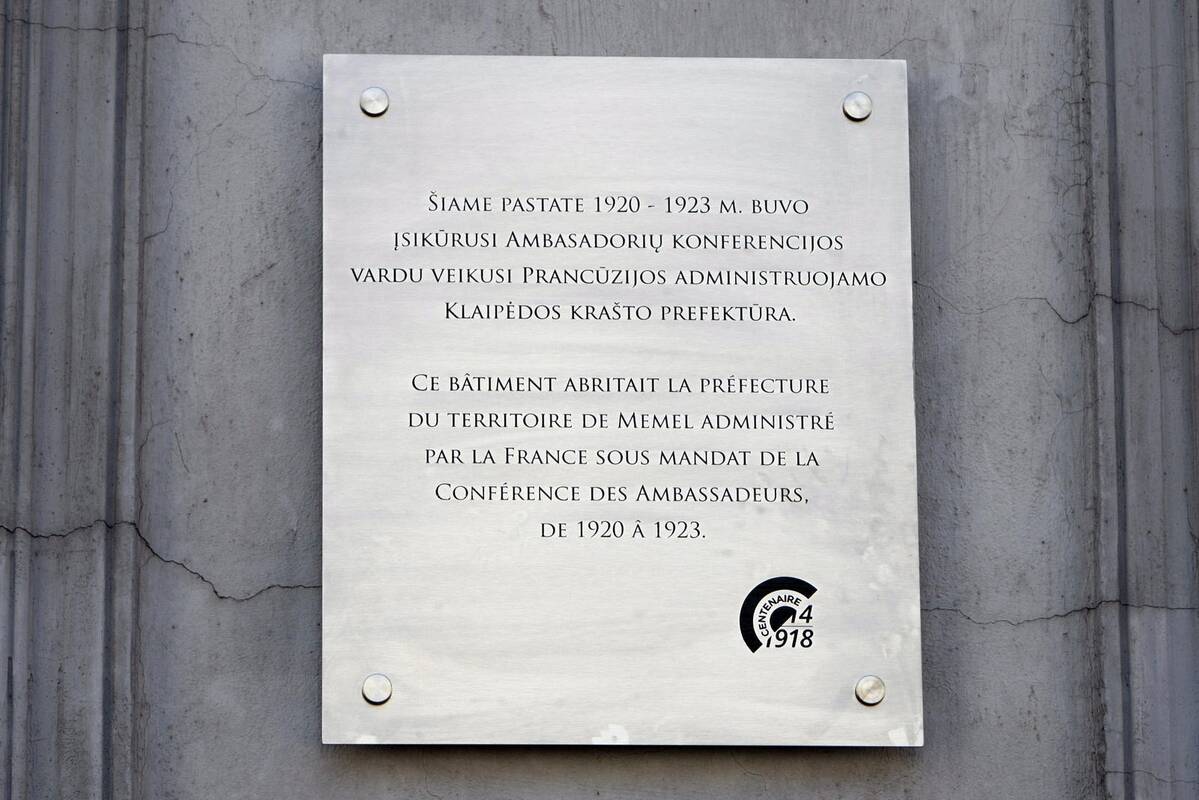 Šiame pastate 1920 - 1923 m. buvo
įsikūrusi Ambasadorių konferencijos
vardu veikusi Prancūzijos administruojamo
Klaipėdos krašto prefektūra.
Ce bâtiment abritait la préfecture
du territoire de Memel administré
par la France sous mandat de la
Conférence des Ambassadeurs,
de 1920 â 1923.
CENTENAIRE
14
1918